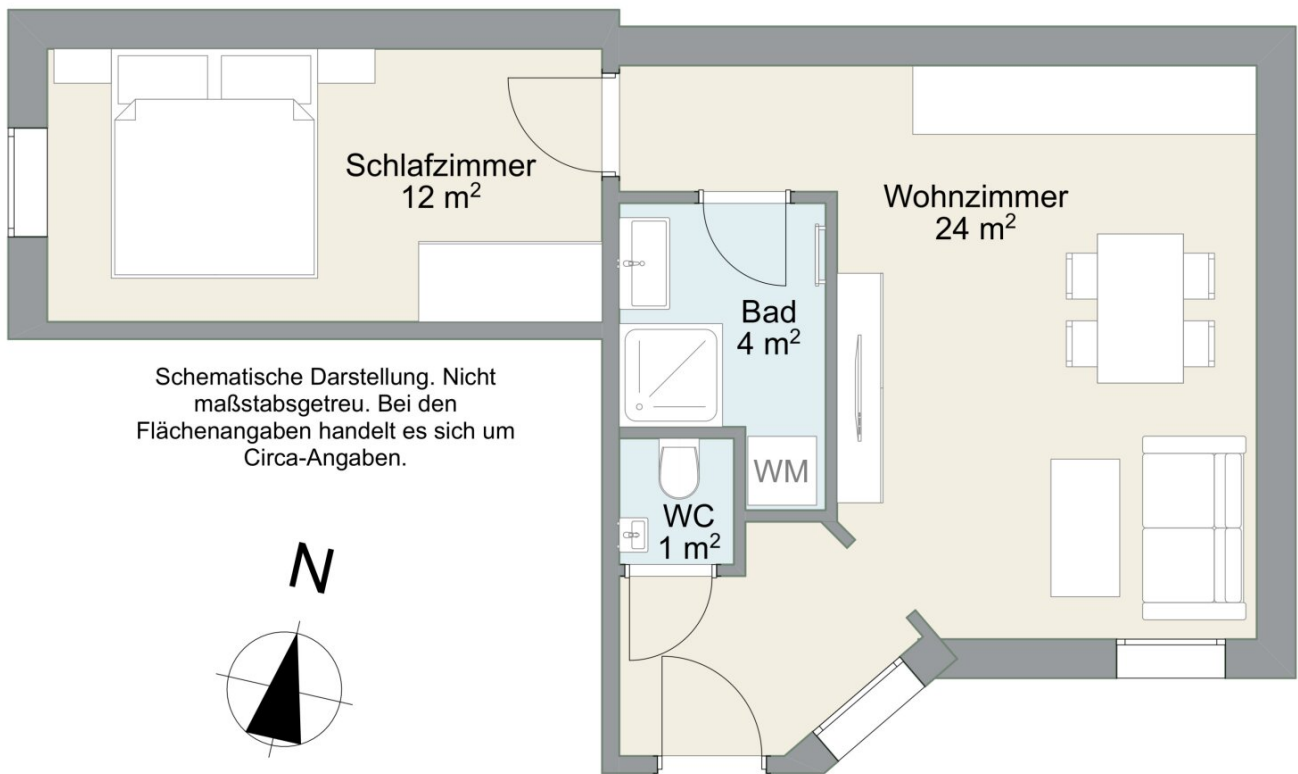 Schlafzimmer
12 m²
Wohnzimmer
24 m²
Bad
4 m²
WM
WC
1 m²
Schematische Darstellung. Nicht
maßstabsgetreu. Bei den
Flächenangaben handelt es sich um
Circa-Angaben.
N